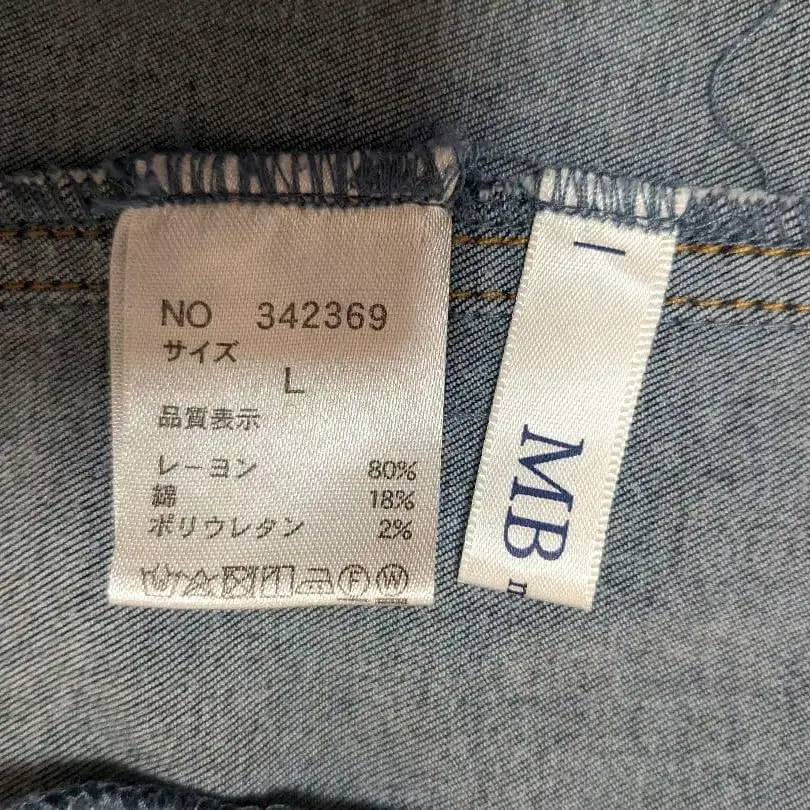 NO 342369
サイズ
L
品質表示
レーヨン 80%
綿 18%
ポリウレタン 2%
F W
MB